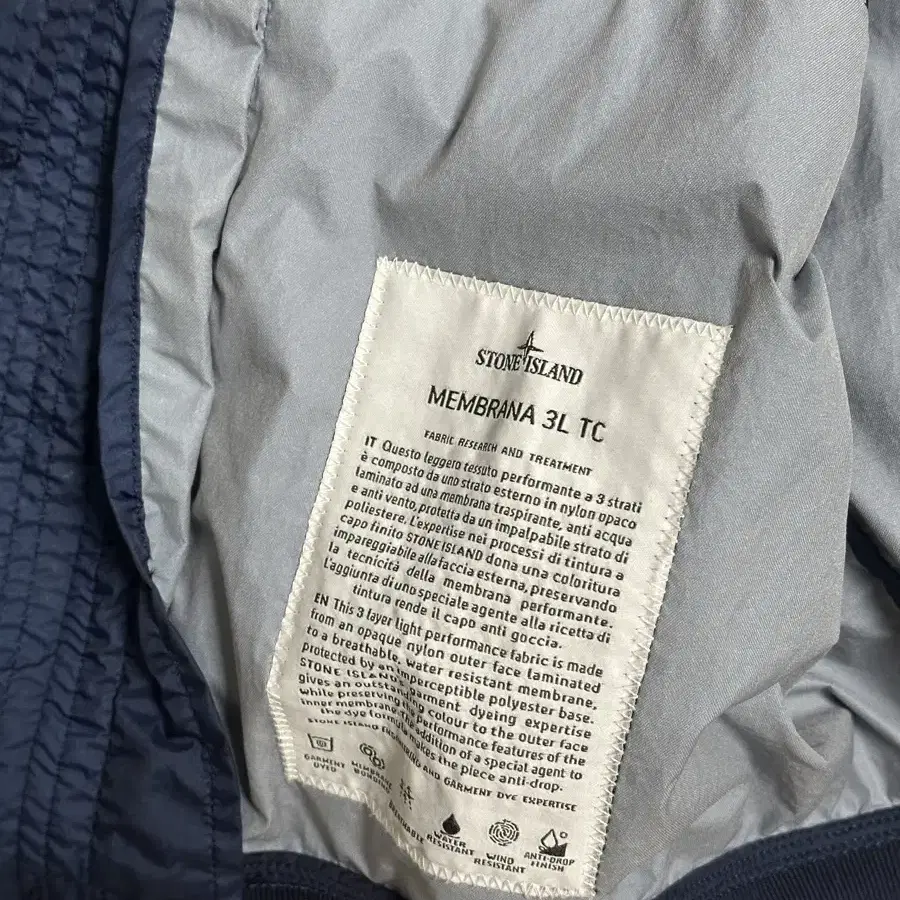 STONE ISLAND
MEMBRANA 3L TC
FABRIC RESEARCH AND TREATMENT
IT Questo leggero tessuto performante a 3 strati
è composto da uno strato esterno in nylon opaco
laminato ad una membrana traspirante, anti acqua
e anti vento, protetta da un impalpabile strato di
poliestere. L'expertise nei processi di tintura a
capo finito STONE ISLAND dona una coloritura
impareggiabile alla faccia esterna, preservando
la tecnicità della membrana performante.
L'aggiunta di uno speciale agente alla ricetta di
tintura rende il capo anti goccia.
EN This 3 layer light performance fabric is made
from an opaque nylon outer face laminated
to a breathable, water resistant membrane,
protected by an imperceptible polyester base.
STONE ISLAND's garment dyeing expertise
gives an outstanding colour to the outer face
while preserving the performance features of the
inner membrane. The addition of a special agent to
the dye formula makes the piece anti-drop.
STONE ISLAND ENGINEERING AND GARMENT DYE EXPERTISE
GARMENT DYED
MEMBRANE BONDING
BREATHABLE
WATER RESISTANT
WIND RESISTANT
ANTI-DROP FINISH